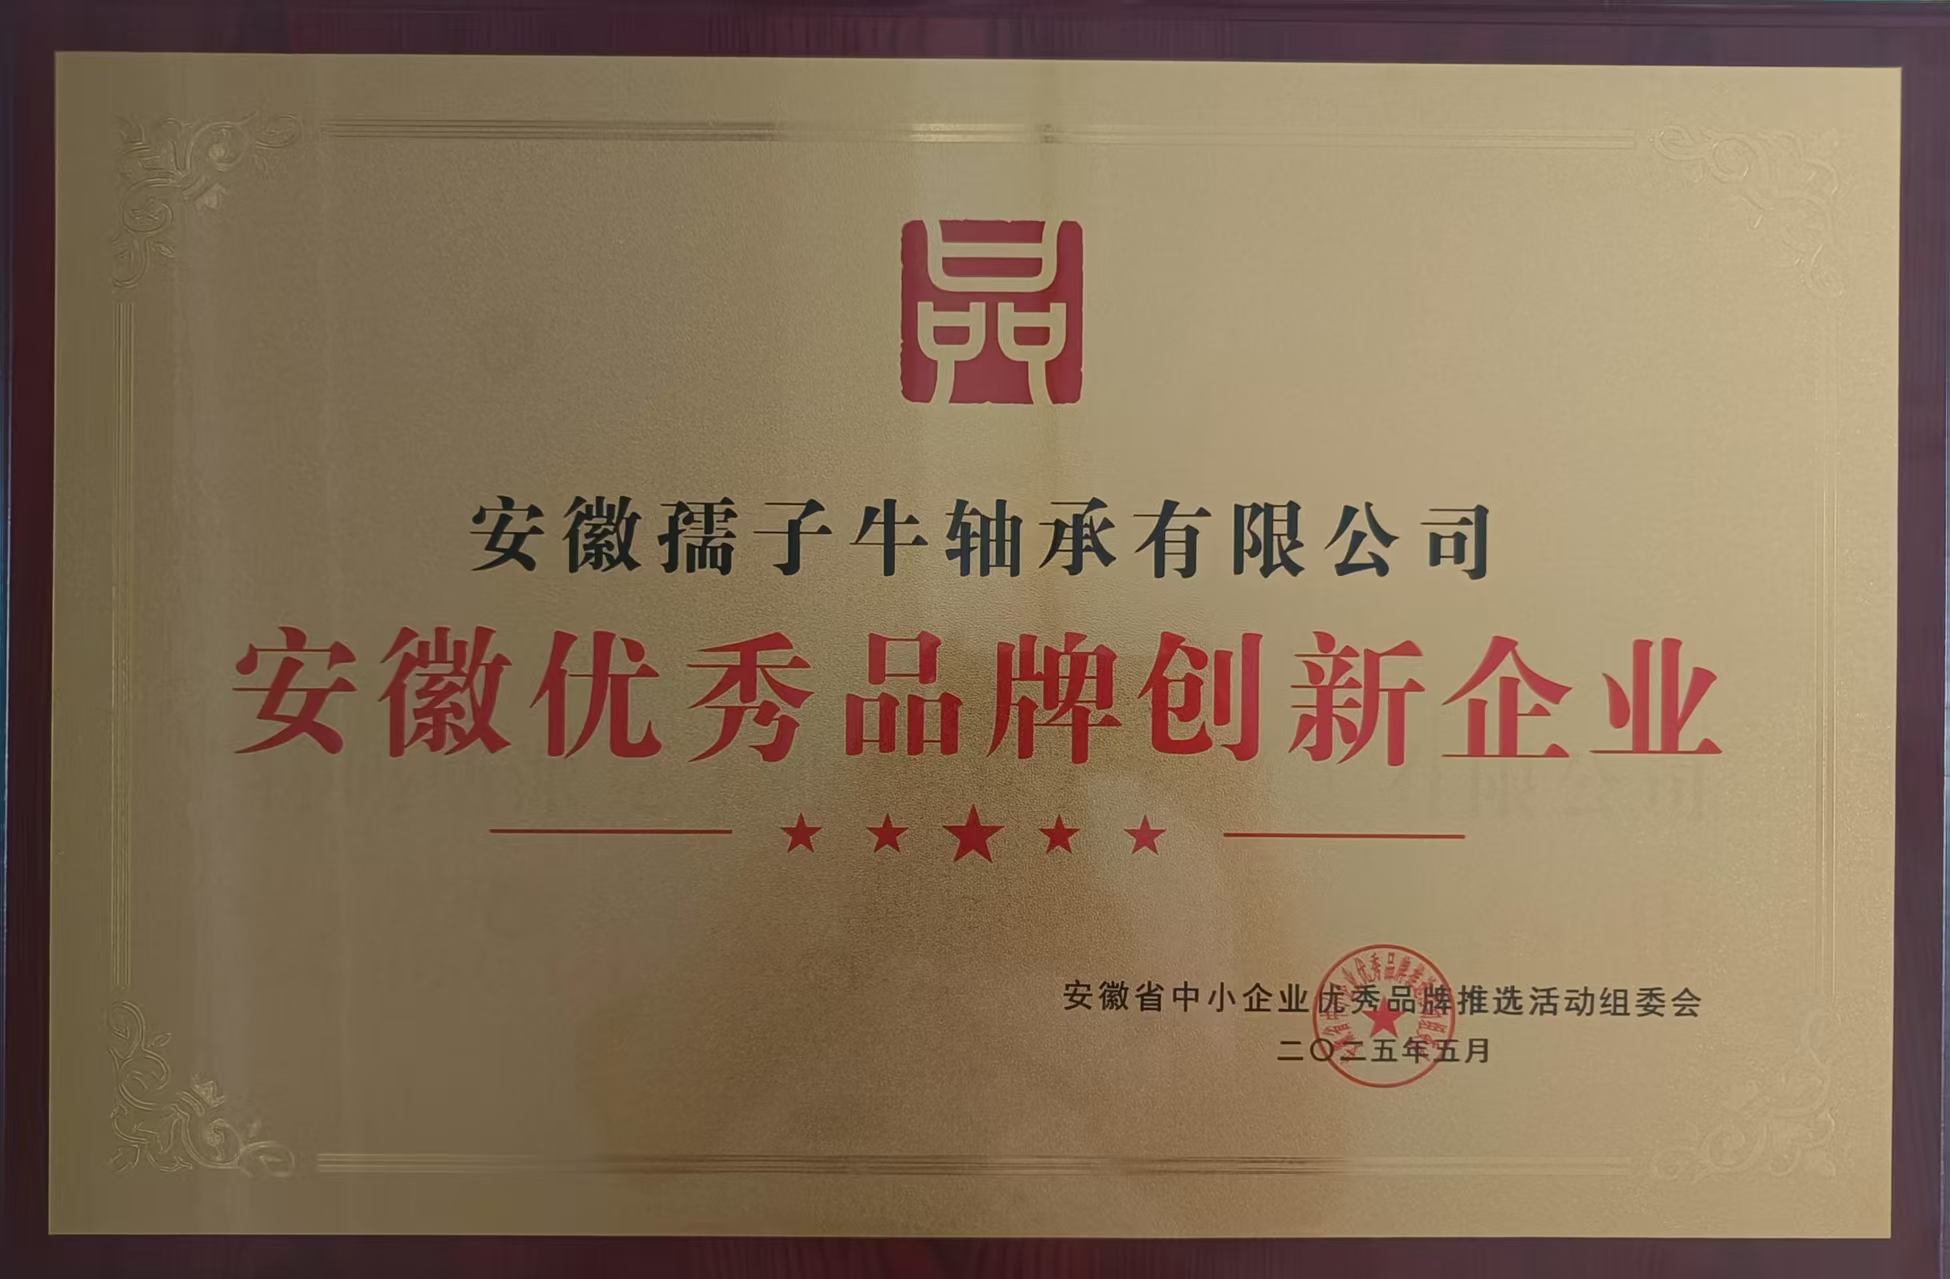 品
安徽孺子牛轴承有限公司
安徽优秀品牌创新企业
安徽省中小企业优秀品牌推选活动组委会
二〇二五年五月